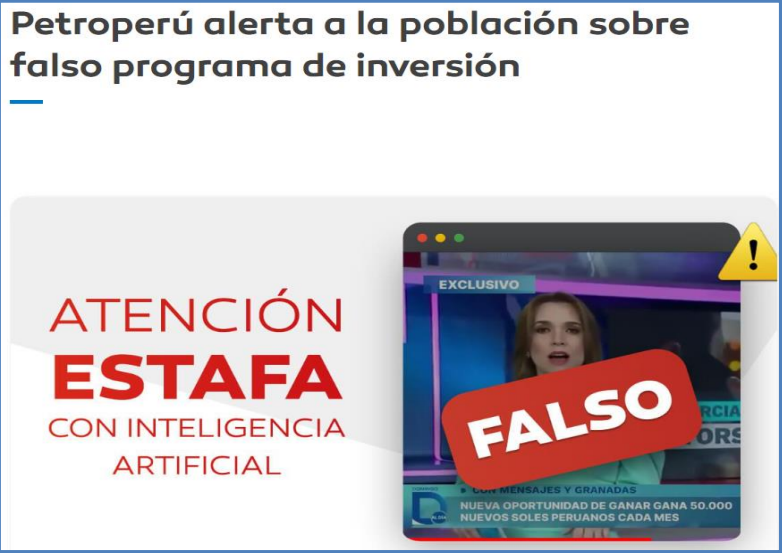 Petroperú alerta a la población sobre
falso programa de inversión
ATENCIÓN
ESTAFA
CON INTELIGENCIA
ARTIFICIAL
EXCLUSIVO
FALSO
CON MENSAJES Y GRANADAS
NUEVA OPORTUNIDAD DE GANAR GANA 50.000
NUEVOS SOLES PERUANOS CADA MES